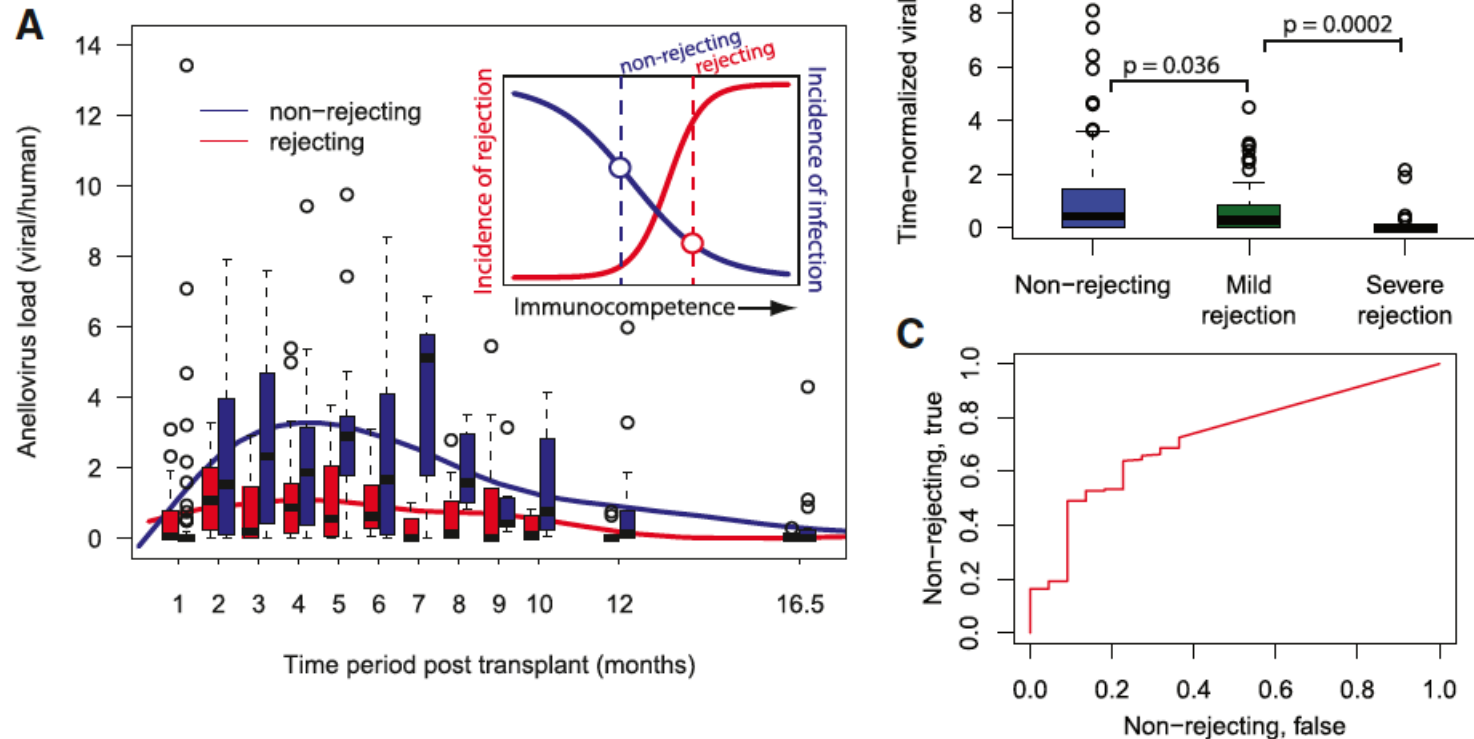 A
14
12
10
8
6
4
2
0
Anellovirus load (viral/human)
non−rejecting
rejecting
non-rejecting
rejecting
Incidence of rejection
Incidence of infection
Immunocompetence
1 2 3 4 5 6 7 8 9 10 12 16.5
Time period post transplant (months)
Time−normalized viral
8
6
4
2
0
p = 0.036
p = 0.0002
Non−rejecting
Mild
rejection
Severe
rejection
C
1.0
0.8
0.6
0.4
0.2
0.0
Non−rejecting, true
0.0 0.2 0.4 0.6 0.8 1.0
Non−rejecting, false